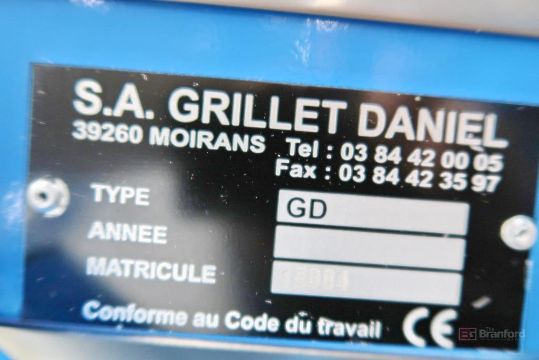 S.A. GRILLET DANIEL
39260 MOIRANS Tel : 03 84 42 00 05
Fax : 03 84 42 35 97
TYPE GD
ANNEE
MATRICULE
Conforme au Code du travail CE
Branford